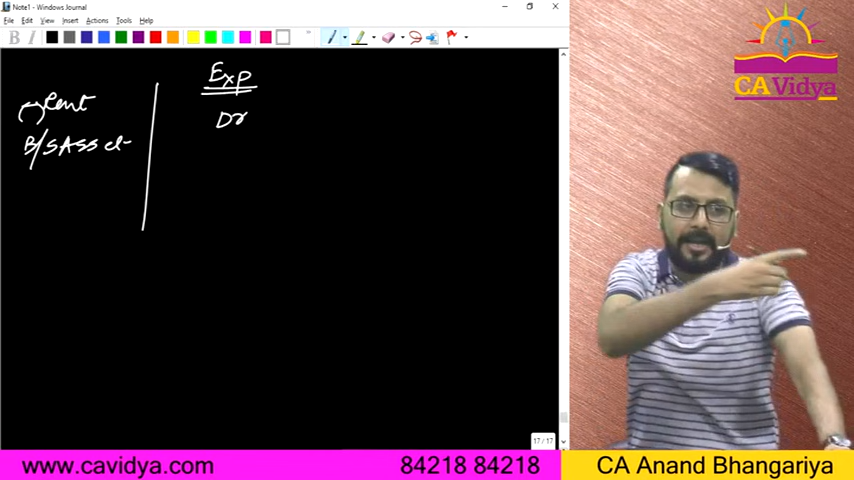 Note1 - Windows Journal
File Edit View Insert Actions Tools Help
B I
Exp
Dr
Rent
B/S Asset
17 / 17
CA Vidya
www.cavidya.com
84218 84218
CA Anand Bhangariya